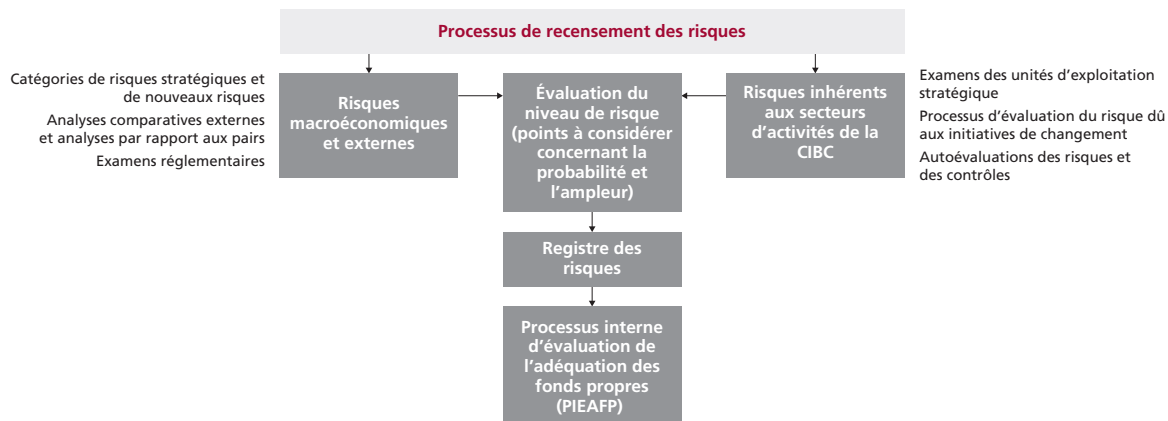 Processus de recensement des risques
Catégories de risques stratégiques et
de nouveaux risques
Analyses comparatives externes
et analyses par rapport aux pairs
Examens réglementaires
Risques
macroéconomiques
et externes
Évaluation du
niveau de risque
(points à considérer
concernant la
probabilité et
l’ampleur)
Risques inhérents
aux secteurs
d’activités de la
CIBC
Examens des unités d’exploitation
stratégique
Processus d’évaluation du risque dû
aux initiatives de changement
Autoévaluations des risques et
des contrôles
Registre des
risques
Processus interne
d’évaluation de
l’adéquation des
fonds propres
(PIEAFP)